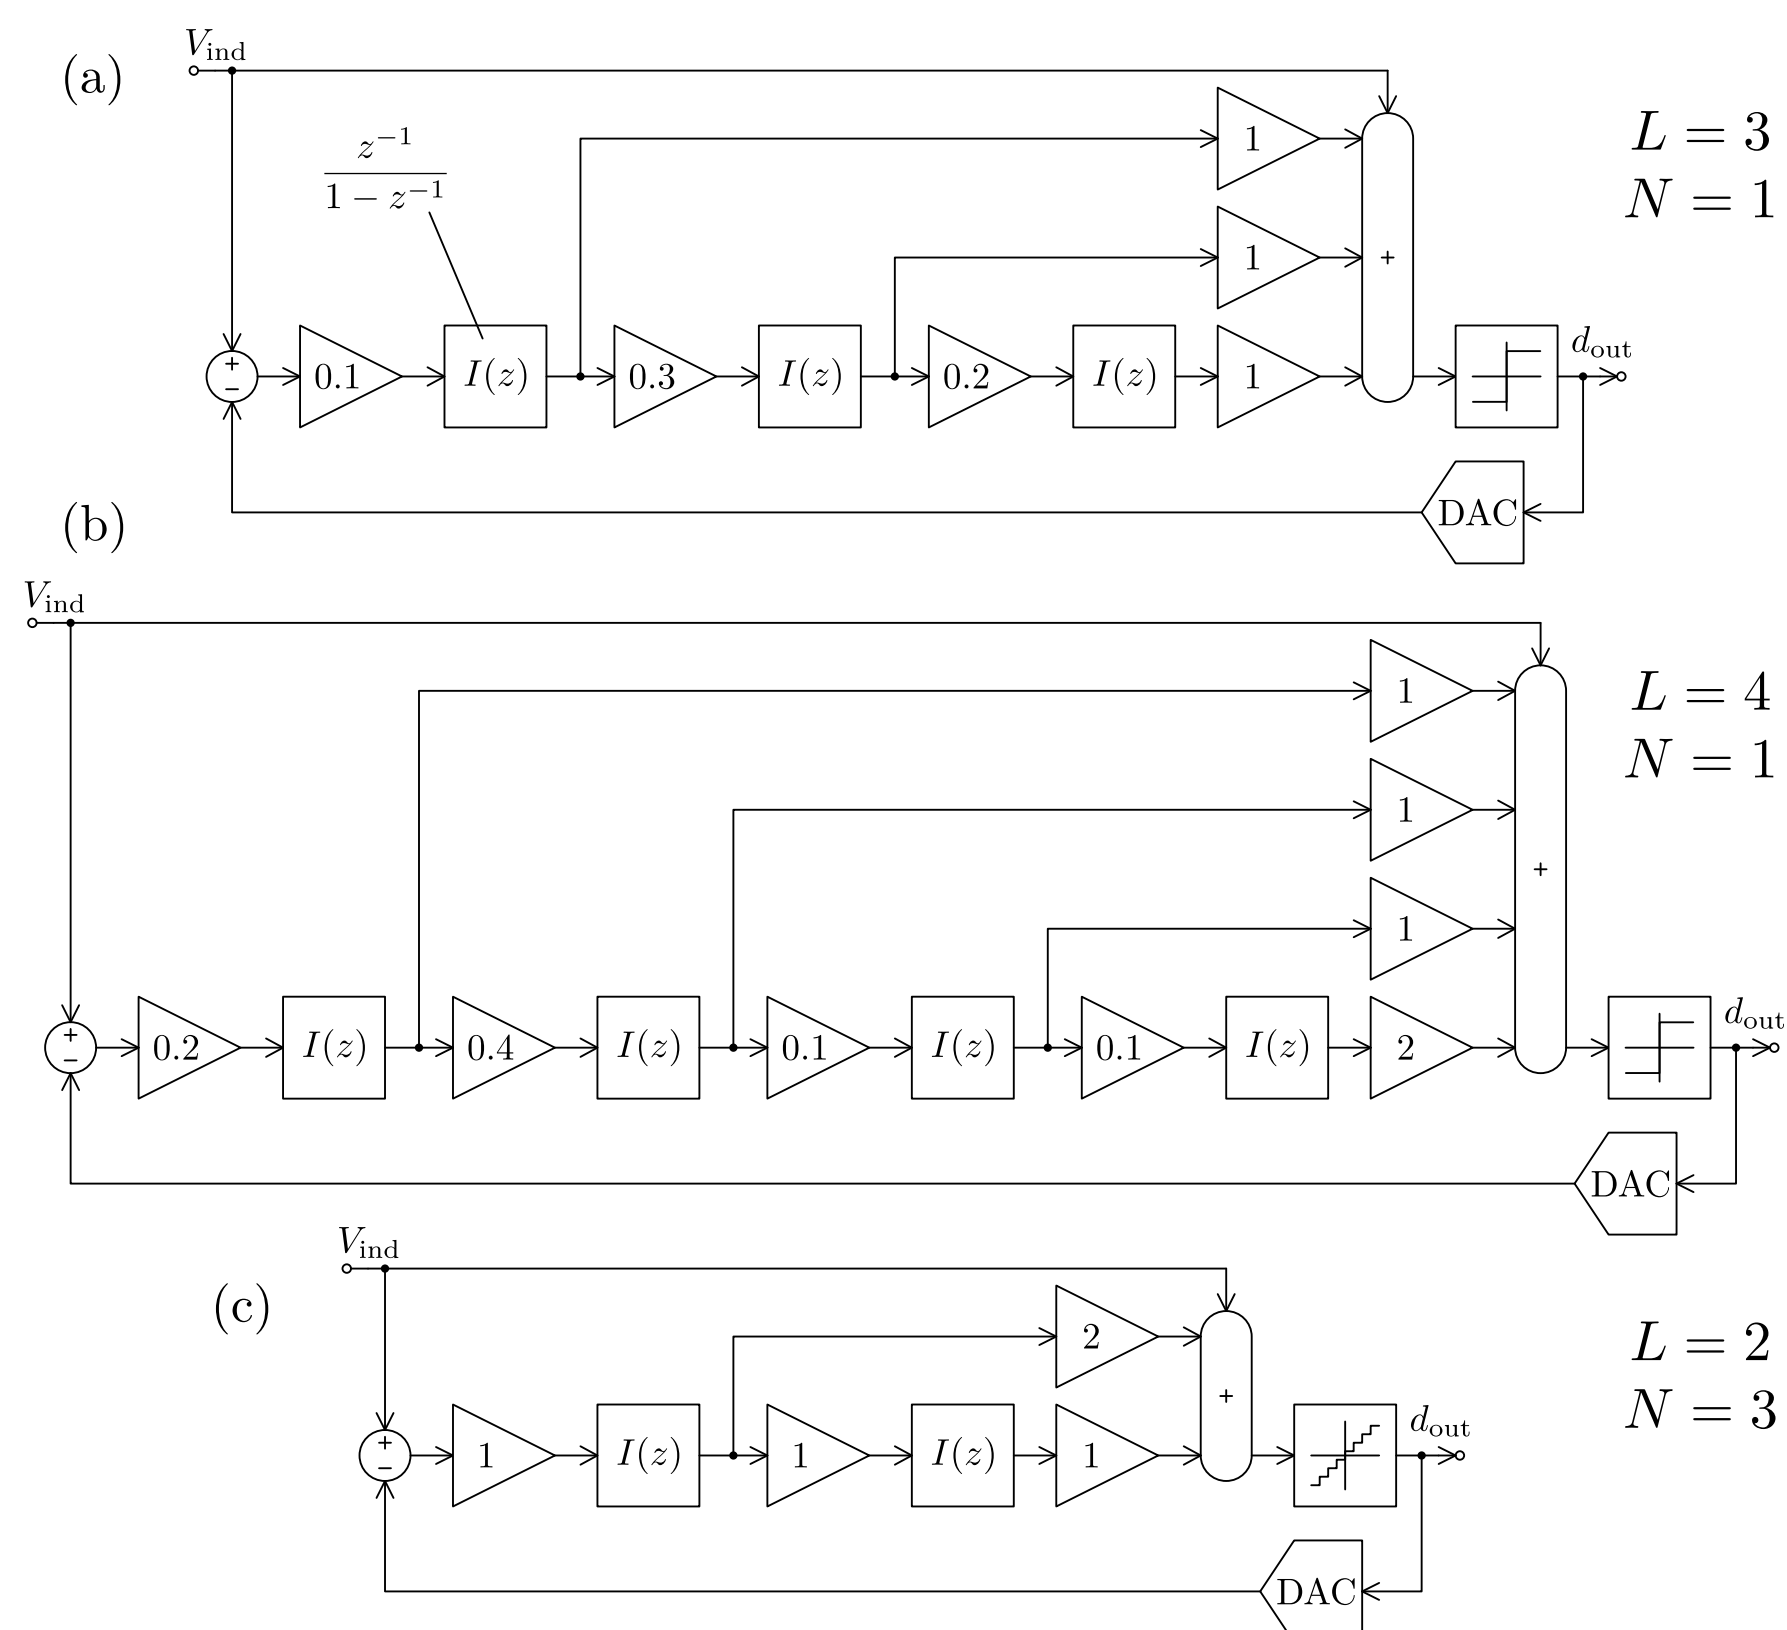 (a)
V_ind
z^{-1}
1 − z^{-1}
L = 3
N = 1
1
1
+
+
−
0.1
I(z)
0.3
I(z)
0.2
I(z)
1
d_out
DAC
(b)
V_ind
L = 4
N = 1
1
1
+
1
+
−
0.2
I(z)
0.4
I(z)
0.1
I(z)
0.1
I(z)
2
d_out
DAC
V_ind
(c)
L = 2
N = 3
2
+
+
−
1
I(z)
1
I(z)
1
d_out
DAC